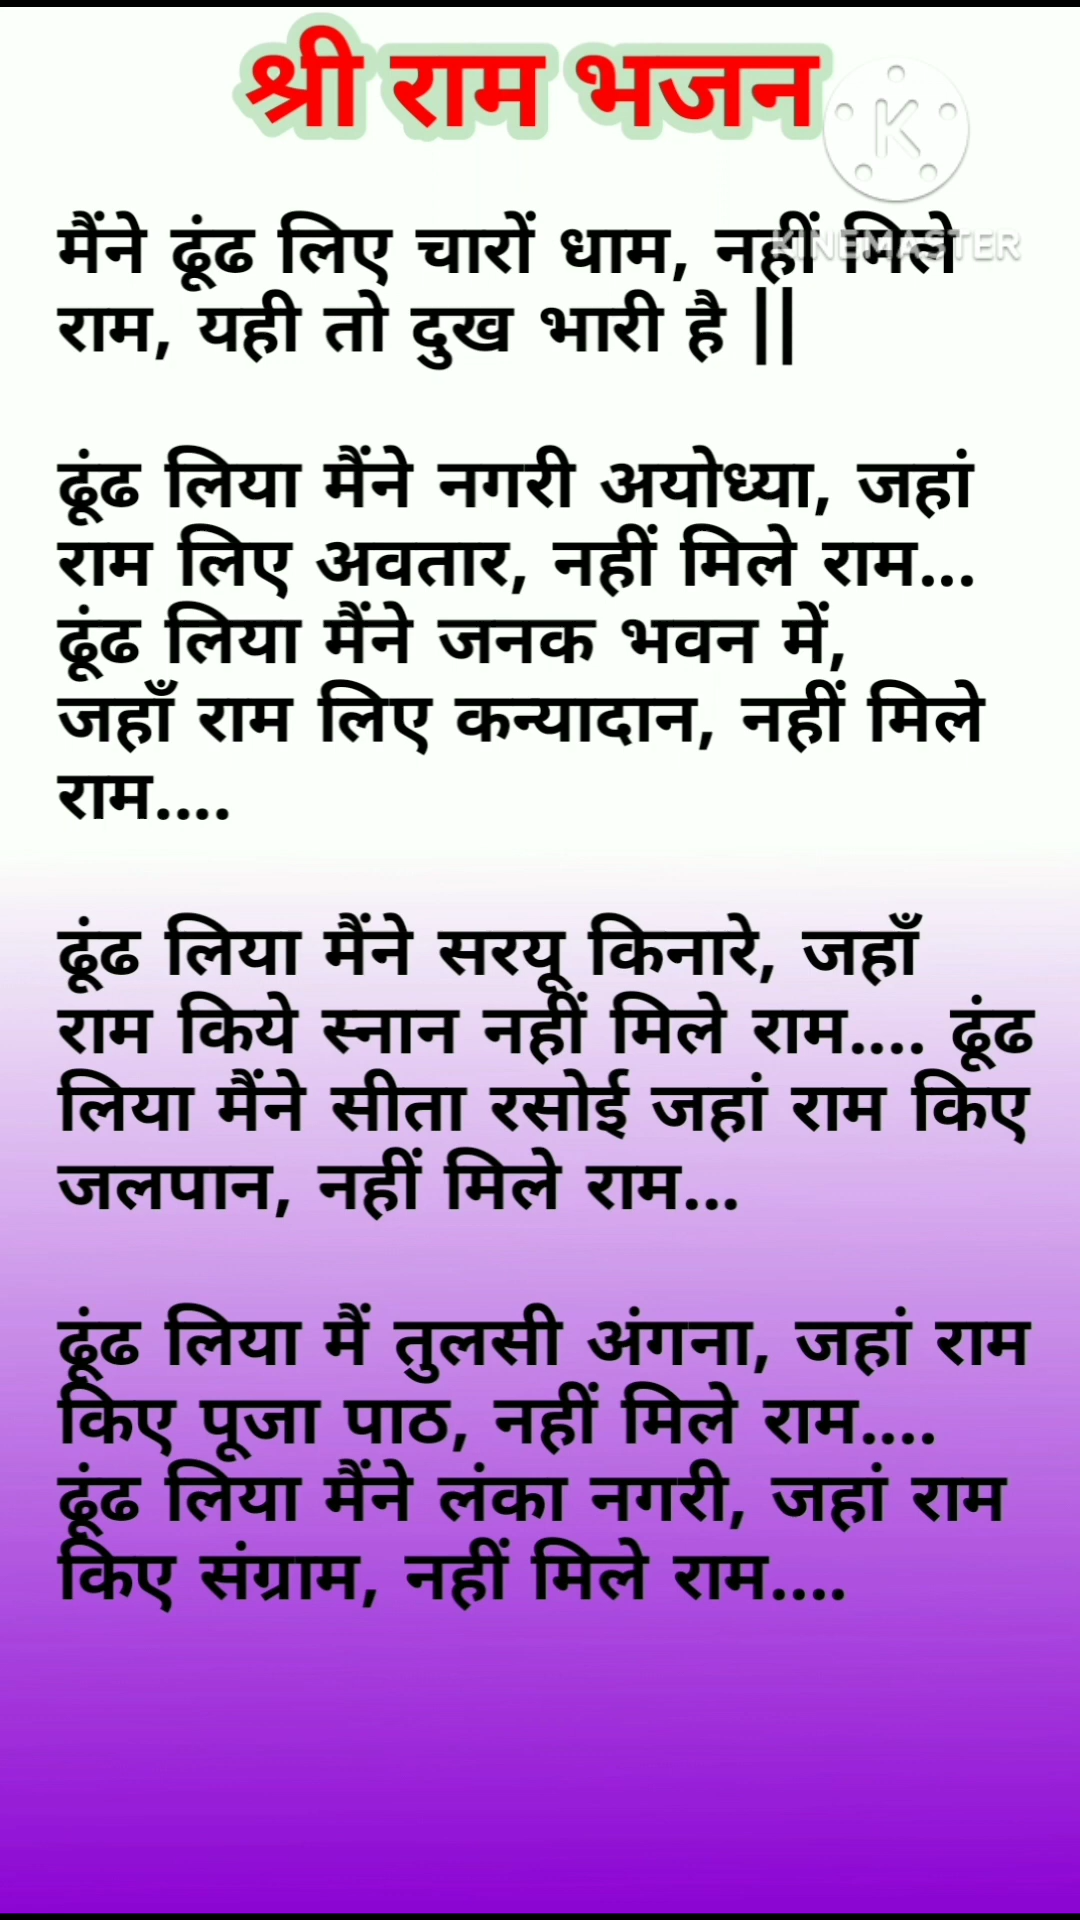 श्री राम भजन
K
KINEMASTER
मैंने ढूंढ लिए चारों धाम, नहीं मिले
राम, यही तो दुख भारी है ||
ढूंढ लिया मैंने नगरी अयोध्या, जहां
राम लिए अवतार, नहीं मिले राम...
ढूंढ लिया मैंने जनक भवन में,
जहाँ राम लिए कन्यादान, नहीं मिले
राम....
ढूंढ लिया मैंने सरयू किनारे, जहाँ
राम किये स्नान नहीं मिले राम.... ढूंढ
लिया मैंने सीता रसोई जहां राम किए
जलपान, नहीं मिले राम...
ढूंढ लिया मैं तुलसी अंगना, जहां राम
किए पूजा पाठ, नहीं मिले राम....
ढूंढ लिया मैंने लंका नगरी, जहां राम
किए संग्राम, नहीं मिले राम....